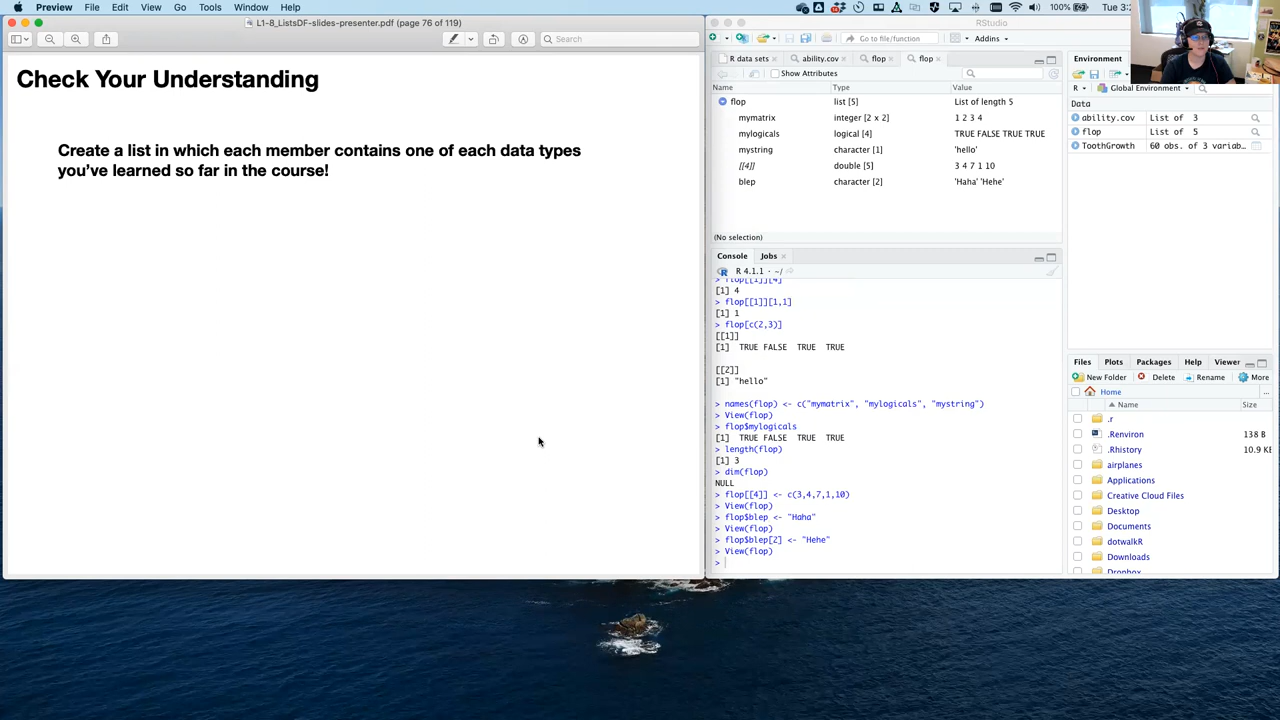 Preview File Edit View Go Tools Window Help
100% Tue 3:2
L1-8_ListsDF-slides-presenter.pdf (page 76 of 119)
Search
Check Your Understanding
Create a list in which each member contains one of each data types
you've learned so far in the course!
RStudio
Go to file/function
Addins
R data sets
ability.cov
flop
flop
Show Attributes
Name Type Value
flop list [5] List of length 5
mymatrix integer [2 x 2] 1 2 3 4
mylogicals logical [4] TRUE FALSE TRUE TRUE
mystring character [1] 'hello'
[[4]] double [5] 3 4 7 1 10
blep character [2] 'Haha' 'Hehe'
(No selection)
Console Jobs
R 4.1.1 · ~/
> flop[[1]][4]
[1] 4
> flop[[1]][1,1]
[1] 1
> flop[c(2,3)]
[[1]]
[1] TRUE FALSE TRUE TRUE
[[2]]
[1] "hello"
> names(flop) <- c("mymatrix", "mylogicals", "mystring")
> View(flop)
> flop$mylogicals
[1] TRUE FALSE TRUE TRUE
> length(flop)
[1] 3
> dim(flop)
NULL
> flop[[4]] <- c(3,4,7,1,10)
> View(flop)
> flop$blep <- "Haha"
> View(flop)
> flop$blep[2] <- "Hehe"
> View(flop)
>
Environment
R Global Environment
Data
ability.cov List of 3
flop List of 5
ToothGrowth 60 obs. of 3 variab…
Files Plots Packages Help Viewer
New Folder Delete Rename More
Home ...
Name Size
.r
.Renviron 138 B
.Rhistory 10.9 KE
airplanes
Applications
Creative Cloud Files
Desktop
Documents
dotwalkR
Downloads
Dropbox